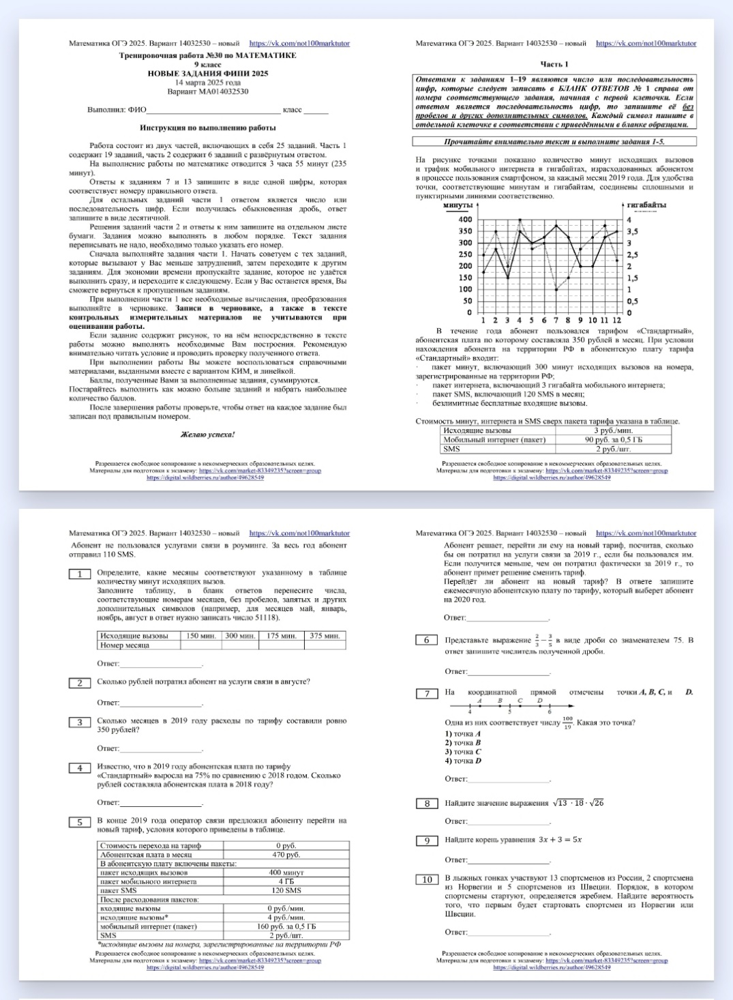 Математика ОГЭ 2025. Вариант 14032530 – новый https://vk.com/not100marktutor
Тренировочная работа №30 по МАТЕМАТИКЕ
9 класс
НОВЫЕ ЗАДАНИЯ ФИПИ 2025
14 марта 2025 года
Вариант МА014032530
Выполнил: ФИО__________ класс ______
Инструкция по выполнению работы
Работа состоит из двух частей, включающих в себя 25 заданий. Часть 1
содержит 19 заданий, часть 2 содержит 6 заданий с развёрнутым ответом.
На выполнение работы по математике отводится 3 часа 55 минут (235
минут).
Ответы к заданиям 7 и 13 запишите в виде одной цифры, которая
соответствует номеру правильного ответа.
Для остальных заданий части 1 ответом является число или
последовательность цифр. Если получилась обыкновенная дробь, ответ
запишите в виде десятичной.
Решения заданий части 2 и ответы к ним запишите на отдельном листе
бумаги. Задания можно выполнять в любом порядке. Текст задания
переписывать не надо, необходимо только указать его номер.
Сначала выполняйте задания части 1. Начать советуем с тех заданий,
которые вызывают у Вас меньше затруднений, затем переходите к другим
заданиям. Для экономии времени пропускайте задание, которое не удаётся
выполнить сразу, и переходите к следующему. Если у Вас останется время, Вы
сможете вернуться к пропущенным заданиям.
При выполнении части 1 все необходимые вычисления, преобразования
выполняйте в черновике. Записи в черновике, а также в тексте
контрольных измерительных материалов не учитываются при
оценивании работы.
Если задание содержит рисунок, то на нём непосредственно в тексте
работы можно выполнять необходимые Вам построения. Рекомендую
внимательно читать условие и проводить проверку полученного ответа.
При выполнении работы Вы можете воспользоваться справочными
материалами, выданными вместе с вариантом КИМ, и линейкой.
Баллы, полученные Вами за выполненные задания, суммируются.
Постарайтесь выполнить как можно больше заданий и набрать наибольшее
количество баллов.
После завершения работы проверьте, чтобы ответ на каждое задание был
записан под правильным номером.
Желаю успеха!
Разрешается свободное копирование в некоммерческих образовательных целях.
Материалы для подготовки к экзамену: https://vk.com/market-83349235?screen=group
https://digital.wildberries.ru/author/49628549
Математика ОГЭ 2025. Вариант 14032530 – новый https://vk.com/not100marktutor
Часть 1
Ответами к заданиям 1–19 являются число или последовательность
цифр, которые следует записать в БЛАНК ОТВЕТОВ № 1 справа от
номера соответствующего задания, начиная с первой клеточки. Если
ответом является последовательность цифр, то запишите её без
пробелов и других дополнительных символов. Каждый символ пишите в
отдельной клеточке в соответствии с приведёнными в бланке образцами.
Прочитайте внимательно текст и выполните задания 1-5.
На рисунке точками показано количество минут исходящих вызовов
и трафик мобильного интернета в гигабайтах, израсходованных абонентом
в процессе пользования смартфоном, за каждый месяц 2019 года. Для удобства
точки, соответствующие минутам и гигабайтам, соединены сплошными и
пунктирными линиями соответственно.
минуты гигабайты
400 4
350 3,5
300 3
250 2,5
200 2
150 1,5
100 1
50 0,5
0 0
1 2 3 4 5 6 7 8 9 10 11 12
В течение года абонент пользовался тарифом «Стандартный»,
абонентская плата по которому составляла 350 рублей в месяц. При условии
нахождения абонента на территории РФ в абонентскую плату тарифа
«Стандартный» входит:
· пакет минут, включающий 300 минут исходящих вызовов на номера,
зарегистрированные на территории РФ;
· пакет интернета, включающий 3 гигабайта мобильного интернета;
· пакет SMS, включающий 120 SMS в месяц;
· безлимитные бесплатные входящие вызовы.
Стоимость минут, интернета и SMS сверх пакета тарифа указана в таблице.
Исходящие вызовы 3 руб./мин.
Мобильный интернет (пакет) 90 руб. за 0,5 ГБ
SMS 2 руб./шт.
Разрешается свободное копирование в некоммерческих образовательных целях.
Материалы для подготовки к экзамену: https://vk.com/market-83349235?screen=group
https://digital.wildberries.ru/author/49628549
Математика ОГЭ 2025. Вариант 14032530 – новый https://vk.com/not100marktutor
Абонент не пользовался услугами связи в роуминге. За весь год абонент
отправил 110 SMS.
1 Определите, какие месяцы соответствуют указанному в таблице
количеству минут исходящих вызов.
Заполните таблицу, в бланк ответов перенесите числа,
соответствующие номерам месяцев, без пробелов, запятых и других
дополнительных символов (например, для месяцев май, январь,
ноябрь, август в ответ нужно записать число 51118).
Исходящие вызовы 150 мин. 300 мин. 175 мин. 375 мин.
Номер месяца
Ответ:__________.
2 Сколько рублей потратил абонент на услуги связи в августе?
Ответ:__________.
3 Сколько месяцев в 2019 году расходы по тарифу составили ровно
350 рублей?
Ответ:__________.
4 Известно, что в 2019 году абонентская плата по тарифу
«Стандартный» выросла на 75% по сравнению с 2018 годом. Сколько
рублей составляла абонентская плата в 2018 году?
Ответ:__________.
5 В конце 2019 года оператор связи предложил абоненту перейти на
новый тариф, условия которого приведены в таблице.
Стоимость перехода на тариф 0 руб.
Абонентская плата в месяц 470 руб.
В абонентскую плату включены пакеты:
пакет исходящих вызовов 400 минут
пакет мобильного интернета 4 ГБ
пакет SMS 120 SMS
После расходования пакетов:
входящие вызовы 0 руб./мин.
исходящие вызовы* 4 руб./мин.
мобильный интернет (пакет) 160 руб. за 0,5 ГБ
SMS 2 руб./шт.
*исходящие вызовы на номера, зарегистрированные на территории РФ
Разрешается свободное копирование в некоммерческих образовательных целях.
Материалы для подготовки к экзамену: https://vk.com/market-83349235?screen=group
https://digital.wildberries.ru/author/49628549
Математика ОГЭ 2025. Вариант 14032530 – новый https://vk.com/not100marktutor
Абонент решает, перейти ли ему на новый тариф, посчитав, сколько
бы он потратил на услуги связи за 2019 г., если бы пользовался им.
Если получится меньше, чем он потратил фактически за 2019 г., то
абонент примет решение сменить тариф.
Перейдёт ли абонент на новый тариф? В ответе запишите
ежемесячную абонентскую плату по тарифу, который выберет абонент
на 2020 год.
Ответ:__________.
6 Представьте выражение 2/3 − 3/5 в виде дроби со знаменателем 75. В
ответ запишите числитель полученной дроби.
Ответ:__________.
7 На координатной прямой отмечены точки A, B, C, и D.
A B C D
4 5 6
Одна из них соответствует числу 100/19. Какая это точка?
1) точка A
2) точка B
3) точка C
4) точка D
Ответ:__________.
8 Найдите значение выражения √(13 · 18) · √26
Ответ:__________.
9 Найдите корень уравнения 3x + 3 = 5x
Ответ:__________.
10 В лыжных гонках участвуют 13 спортсменов из России, 2 спортсмена
из Норвегии и 5 спортсменов из Швеции. Порядок, в котором
спортсмены стартуют, определяется жребием. Найдите вероятность
того, что первым будет стартовать спортсмен из Норвегии или
Швеции.
Ответ:__________.
Разрешается свободное копирование в некоммерческих образовательных целях.
Материалы для подготовки к экзамену: https://vk.com/market-83349235?screen=group
https://digital.wildberries.ru/author/49628549